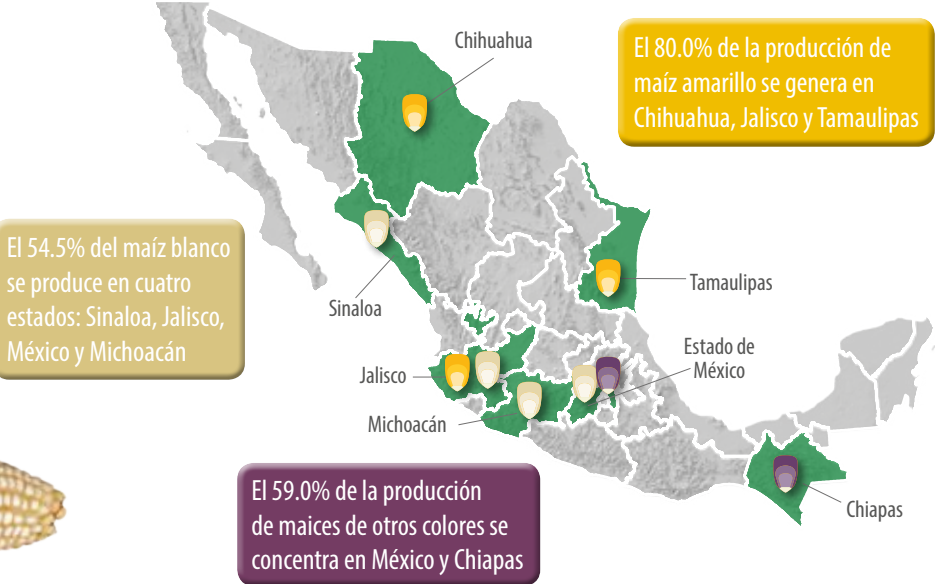 Chihuahua
El 80.0% de la producción de
maíz amarillo se genera en
Chihuahua, Jalisco y Tamaulipas
El 54.5% del maíz blanco
se produce en cuatro
estados: Sinaloa, Jalisco,
México y Michoacán
Sinaloa
Tamaulipas
Estado de
México
Jalisco
Michoacán
El 59.0% de la producción
de maices de otros colores se
concentra en México y Chiapas
Chiapas